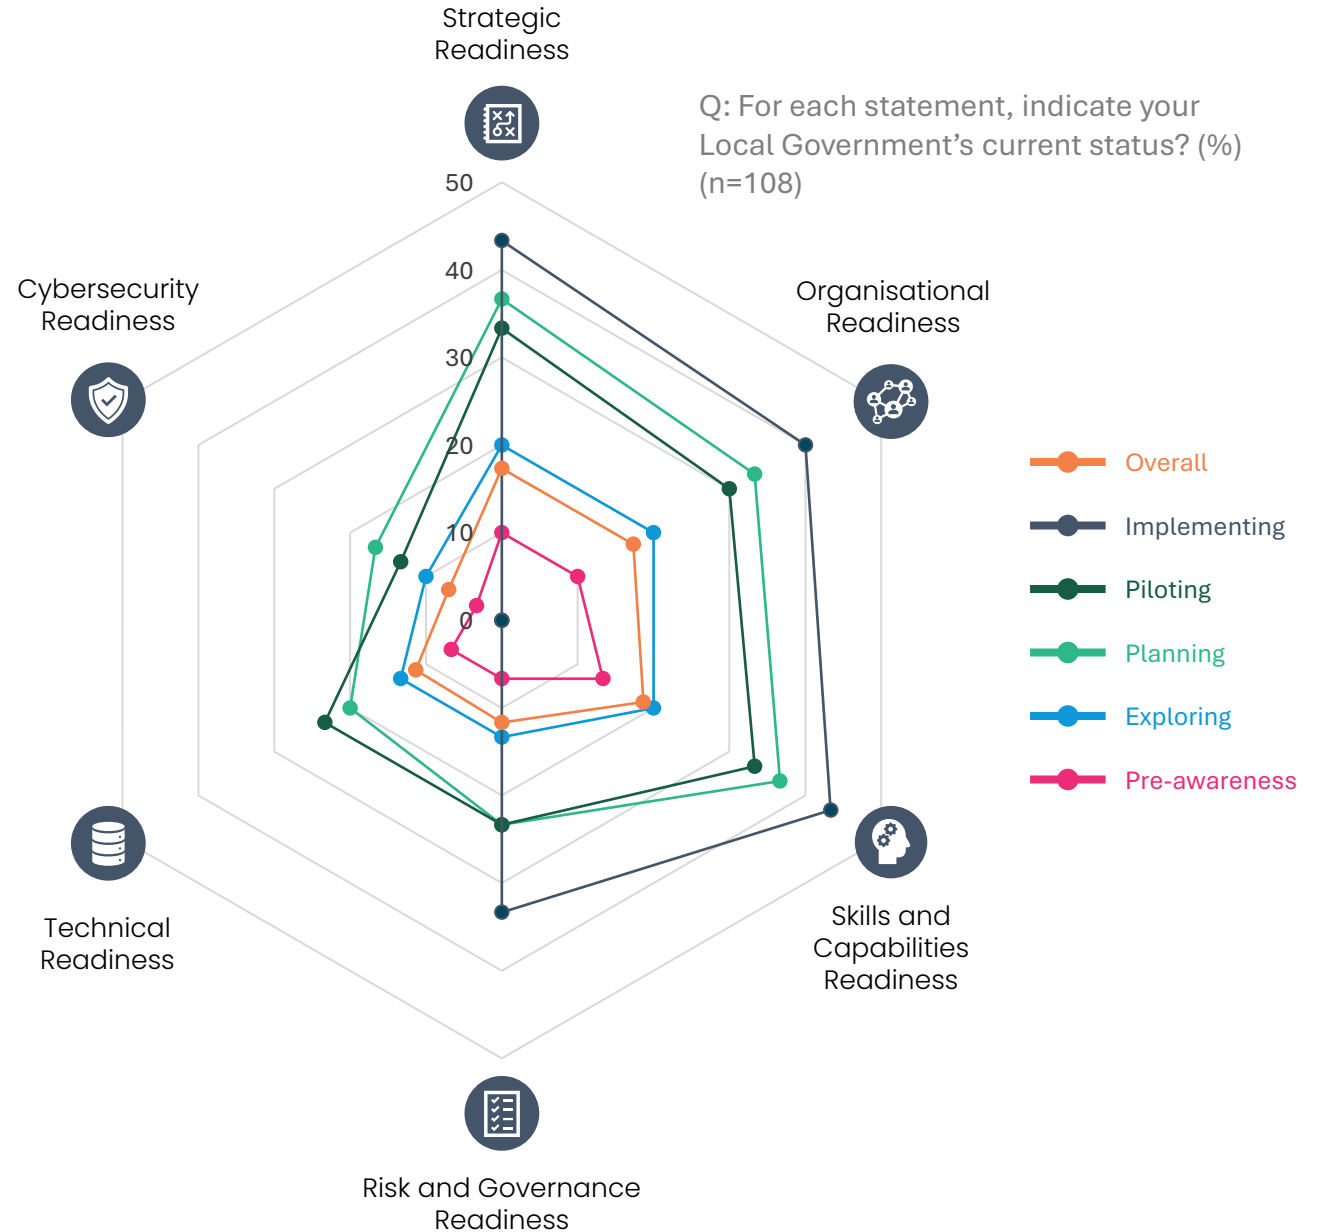 Strategic
Readiness
Q: For each statement, indicate your
Local Government’s current status? (%)
(n=108)
50
40
30
20
10
0
Cybersecurity
Readiness
Organisational
Readiness
Overall
Implementing
Piloting
Planning
Exploring
Pre-awareness
Technical
Readiness
Skills and
Capabilities
Readiness
Risk and Governance
Readiness